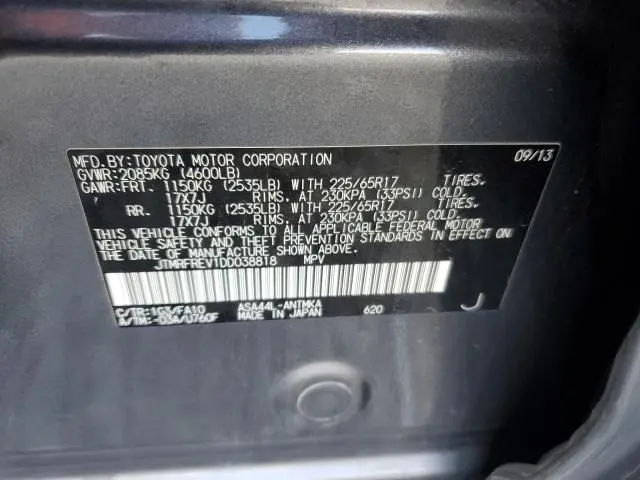 MFD. BY: TOYOTA MOTOR CORPORATION 09/13
GVWR: 2085KG (4600LB)
GAWR: FRT. 1150KG (2535LB) WITH 225/65R17 TIRES,
17X7J RIMS, AT 230KPA (33PSI) COLD.
RR. 1150KG (2535LB) WITH 225/65R17 TIRES,
17X7J RIMS, AT 230KPA (33PSI) COLD.
THIS VEHICLE CONFORMS TO ALL APPLICABLE FEDERAL MOTOR
VEHICLE SAFETY AND THEFT PREVENTION STANDARDS IN EFFECT ON
THE DATE OF MANUFACTURE SHOWN ABOVE.
JTMRFREV1DD038818 MPV
C/TR: 1G3/FA10 ASA44L-ANTMKA
A/TM: -03A/U760F MADE IN JAPAN 620 J